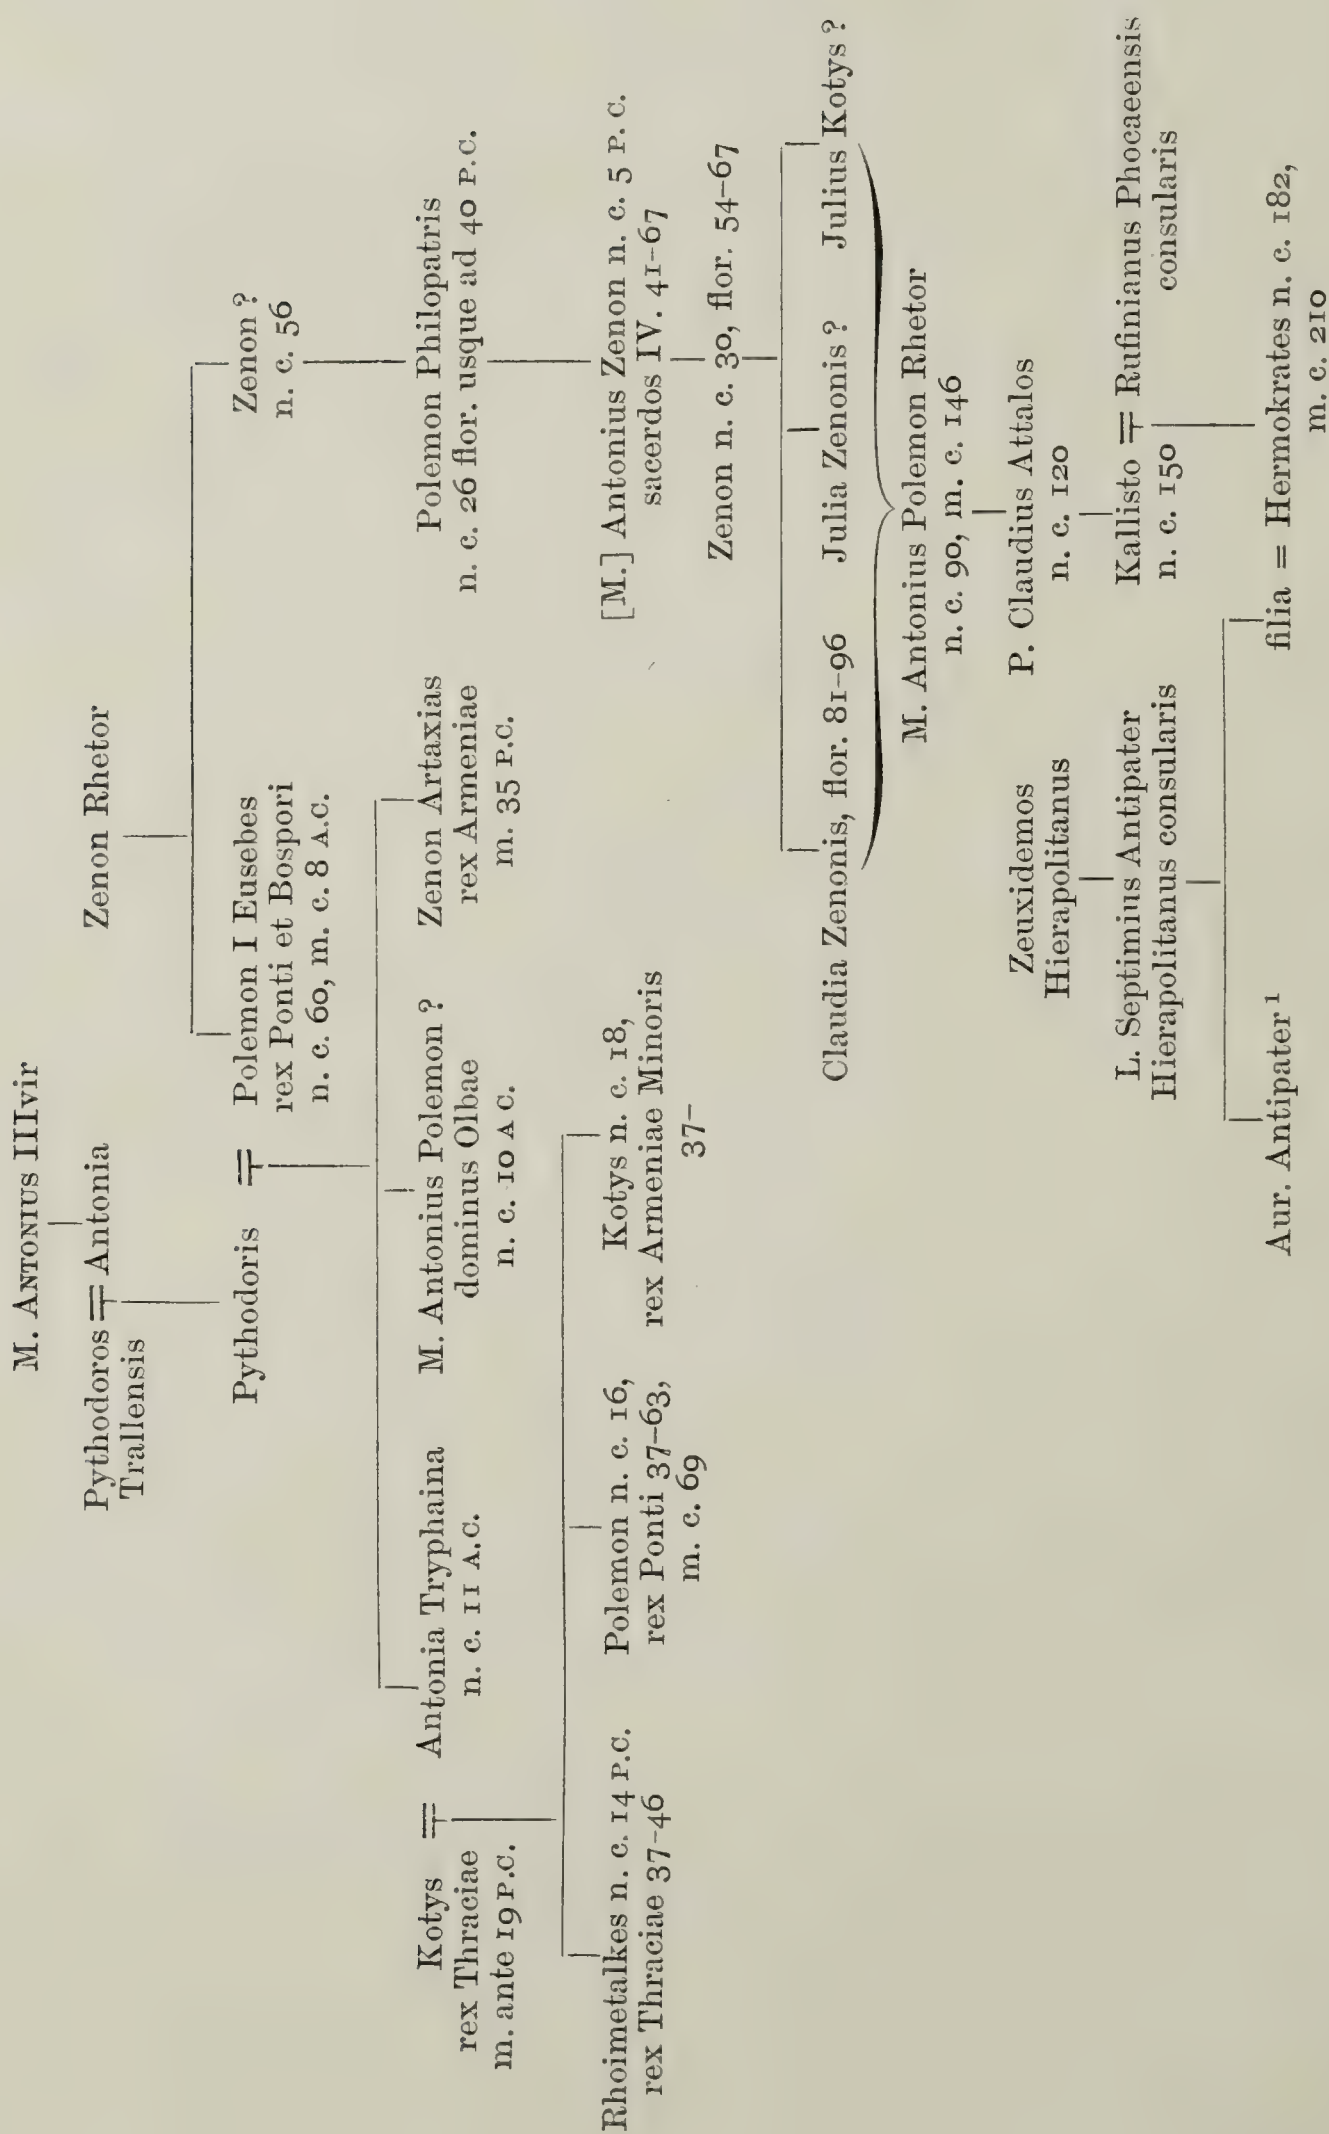 M. ANTONIUS IIIvir
Pythodoros = Antonia
Trallensis
Zenon Rhetor
Pythodoris =
Polemon I Eusebes
rex Ponti et Bospori
n. c. 60, m. c. 8 A.C.
Zenon?
n. c. 56
Kotys =
rex Thraciae
m. ante 19 P.C.
Antonia Tryphaina
n. c. 11 A.C.
M. Antonius Polemon?
dominus Olbae
n. c. 10 A C.
Zenon Artaxias
rex Armeniae
m. 35 P.C.
Polemon Philopatris
n. c. 26 flor. usque ad 40 P.C.
Rhoimetalkes n. c. 14 P.C.
rex Thraciae 37–46
Polemon n. c. 16,
rex Ponti 37–63,
m. c. 69
Kotys n. c. 18,
rex Armeniae Minoris
37–
[M.] Antonius Zenon n. c. 5 P.C.
sacerdos IV. 41–67
Zenon n. c. 30, flor. 54–67
Claudia Zenonis, flor. 81–96
Julia Zenonis?
Julius Kotys?
M. Antonius Polemon Rhetor
n. c. 90, m. c. 146
Zeuxidemos
Hierapolitanus
P. Claudius Attalos
n. c. 120
L. Septimius Antipater
Hierapolitanus consularis
Kallisto = Rufinianus Phocaeensis
n. c. 150
consularis
Aur. Antipater¹
filia = Hermokrates n. c. 182,
m. c. 210